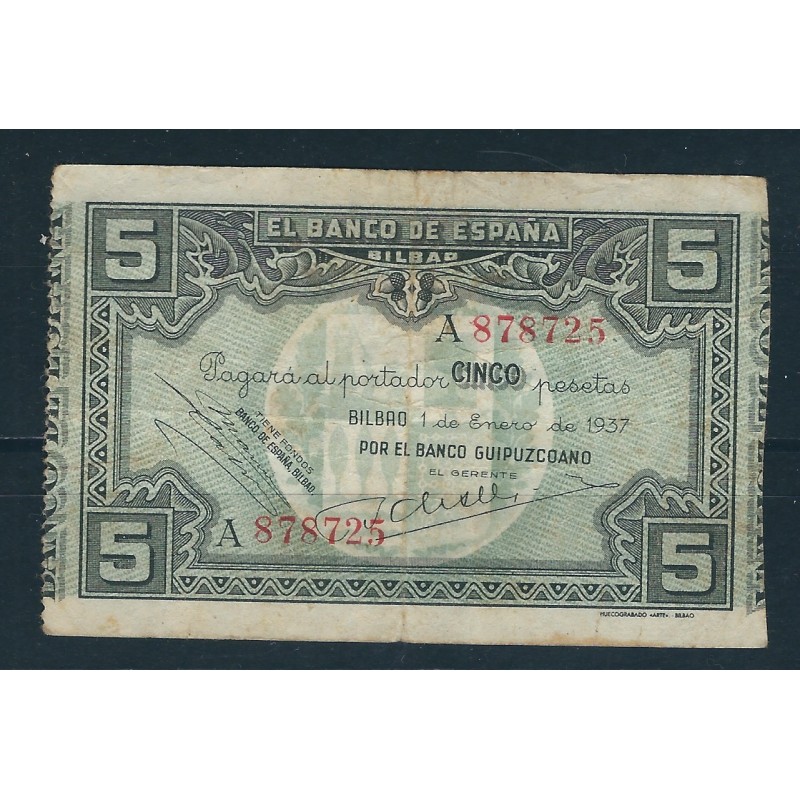 5 EL BANCO DE ESPAÑA 5
BILBAO
A 878725
Pagará al portador CINCO pesetas
BILBAO 1 de Enero de 1937
TIENE FONDOS
BANCO DE ESPAÑA, BILBAO.
POR EL BANCO GUIPUZCOANO
EL GERENTE
A 878725
5 5
HUECOGRABADO «ARTE». BILBAO